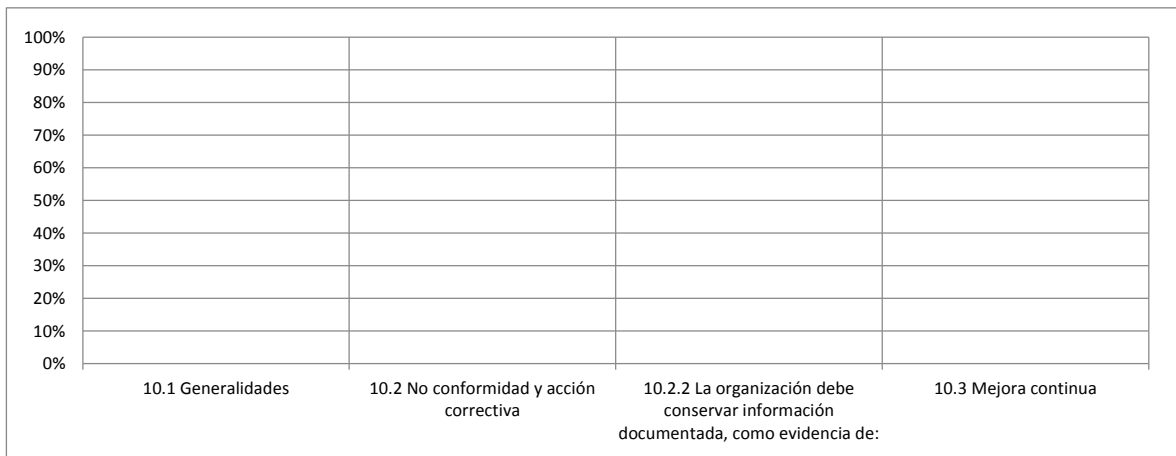 100%
90%
80%
70%
60%
50%
40%
30%
20%
10%
0%
10.1 Generalidades
10.2 No conformidad y acción
correctiva
10.2.2 La organización debe
conservar información
documentada, como evidencia de:
10.3 Mejora continua